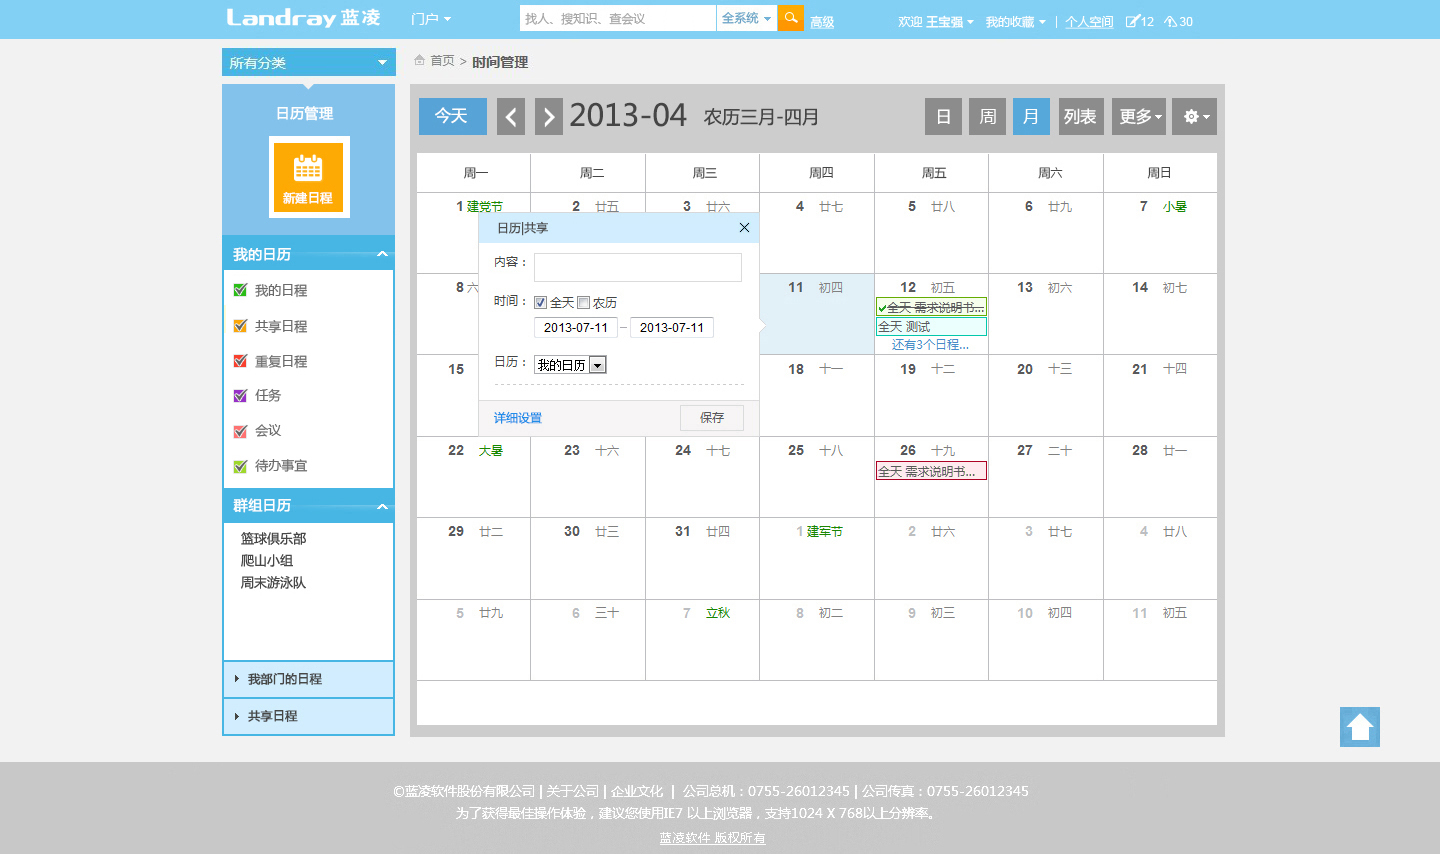 Landray 蓝凌 门户 找人、搜知识、查会议 全系统 高级 欢迎 王宝强 我的收藏 | 个人空间 12 30
所有分类
首页 > 时间管理
日历管理
新建日程
我的日历
我的日程
共享日程
重复日程
任务
会议
待办事宜
群组日历
篮球俱乐部
爬山小组
周末游泳队
我部门的日程
共享日程
今天 2013-04 农历三月-四月 日 周 月 列表 更多
周一 周二 周三 周四 周五 周六 周日
1 建党节 2 廿五 3 廿六 4 廿七 5 廿八 6 廿九 7 小暑
日历|共享
内容：
时间： 全天 农历
2013-07-11 – 2013-07-11
日历： 我的日历
详细设置 保存
8 六 11 初四 12 初五 13 初六 14 初七
全天 需求说明书...
全天 测试
还有3个日程...
15 18 十一 19 十二 20 十三 21 十四
22 大暑 23 十六 24 十七 25 十八 26 十九 27 二十 28 廿一
全天 需求说明书...
29 廿二 30 廿三 31 廿四 1 建军节 2 廿六 3 廿七 4 廿八
5 廿九 6 三十 7 立秋 8 初二 9 初三 10 初四 11 初五
©蓝凌软件股份有限公司 | 关于公司 | 企业文化 | 公司总机：0755-26012345 | 公司传真：0755-26012345
为了获得最佳操作体验，建议您使用IE7 以上浏览器，支持1024 X 768以上分辨率。
蓝凌软件 版权所有